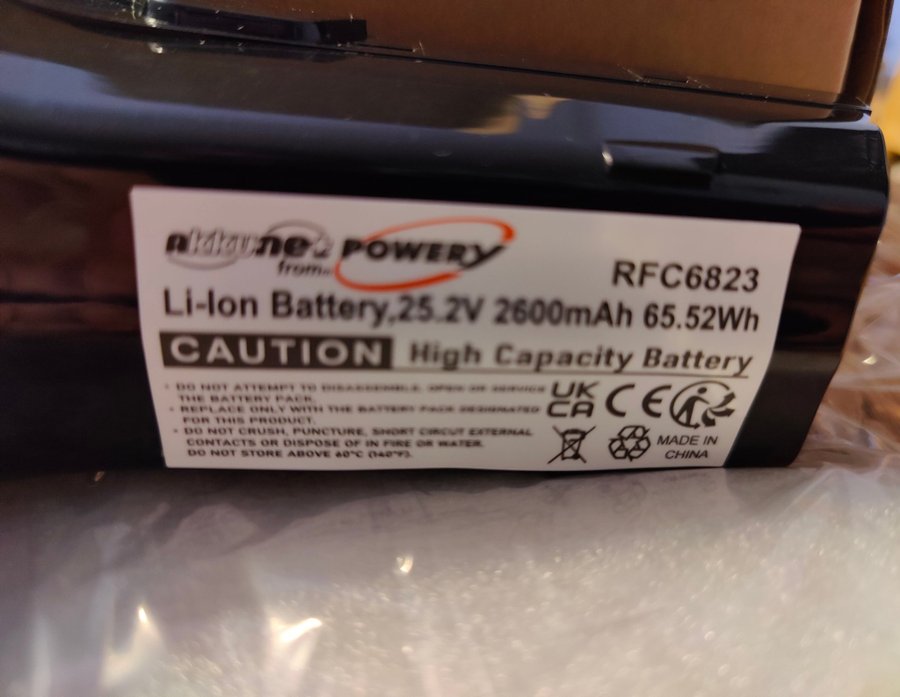 akku-net
from... POWERY
RFC6823
Li-Ion Battery,25.2V 2600mAh 65.52Wh
CAUTION High Capacity Battery
· DO NOT ATTEMPT TO DISASSEMBLE, OPEN OR SERVICE
THE BATTERY PACK.
· REPLACE ONLY WITH THE BATTERY PACK DESIGNATED
FOR THIS PRODUCT.
· DO NOT CRUSH, PUNCTURE, SHORT CIRCUIT EXTERNAL
CONTACTS OR DISPOSE OF IN FIRE OR WATER.
DO NOT STORE ABOVE 60°C (140°F).
UK
CA CE
MADE IN
CHINA